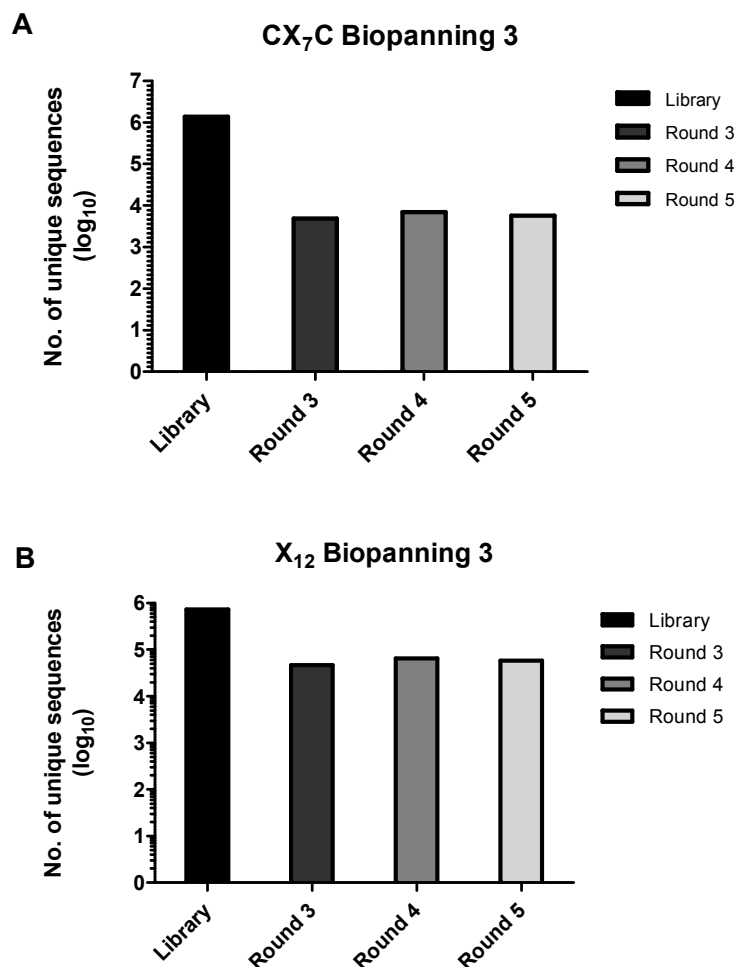 A
CX₇C Biopanning 3
No. of unique sequences
(log₁₀)
7
6
5
4
3
2
1
0
Library
Round 3
Round 4
Round 5
Library
Round 3
Round 4
Round 5
B
X₁₂ Biopanning 3
No. of unique sequences
(log₁₀)
6
5
4
3
2
1
0
Library
Round 3
Round 4
Round 5
Library
Round 3
Round 4
Round 5